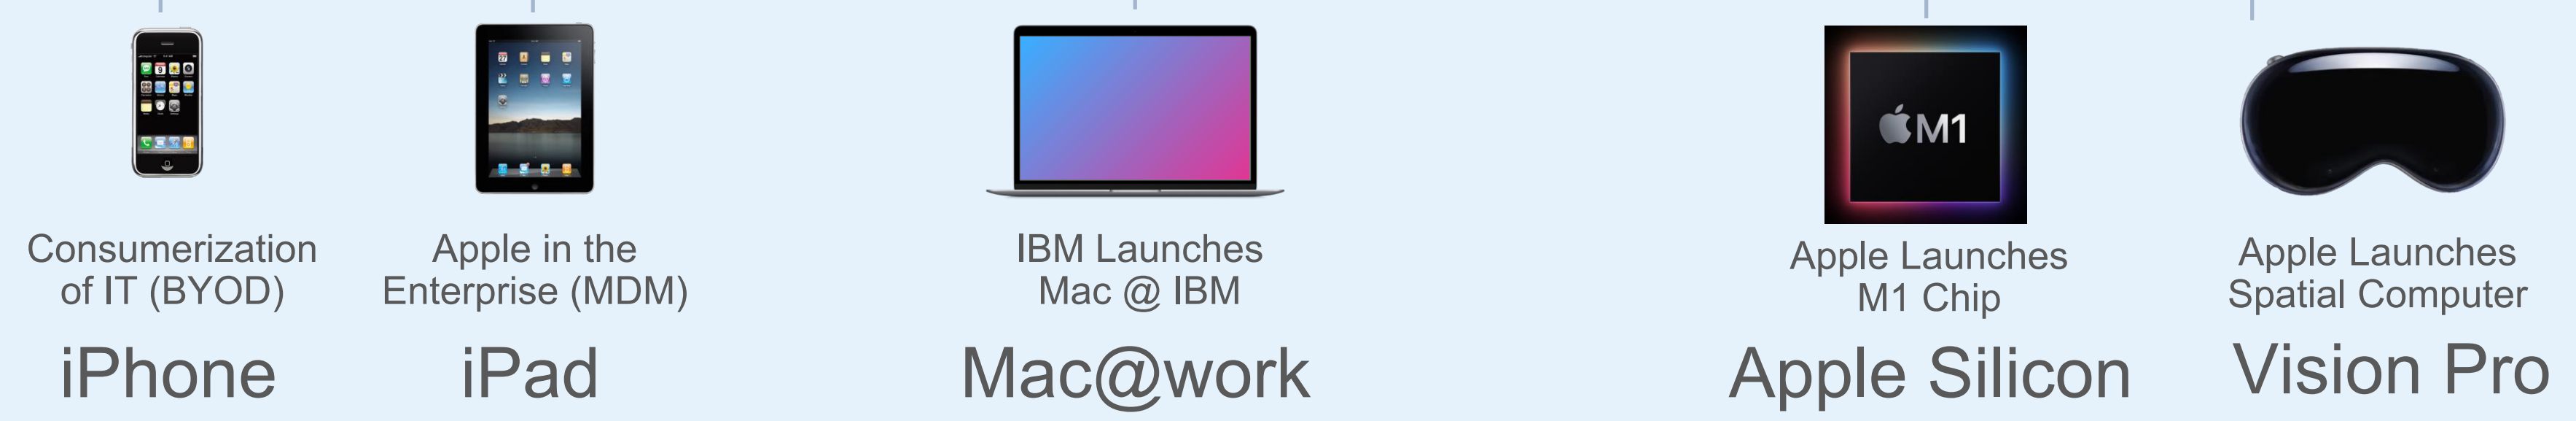 M1
Consumerization
of IT (BYOD)
iPhone
Apple in the
Enterprise (MDM)
iPad
IBM Launches
Mac @ IBM
Mac@work
Apple Launches
M1 Chip
Apple Silicon
Apple Launches
Spatial Computer
Vision Pro